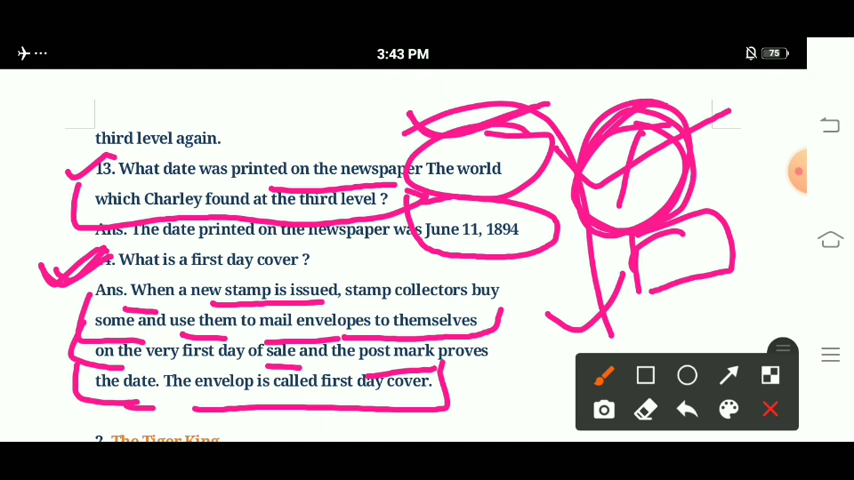 3:43 PM
75
third level again.
13. What date was printed on the newspaper The world
which Charley found at the third level ?
Ans. The date printed on the newspaper was June 11, 1894
4. What is a first day cover ?
Ans. When a new stamp is issued, stamp collectors buy
some and use them to mail envelopes to themselves
on the very first day of sale and the post mark proves
the date. The envelop is called first day cover.
2. The Tiger King